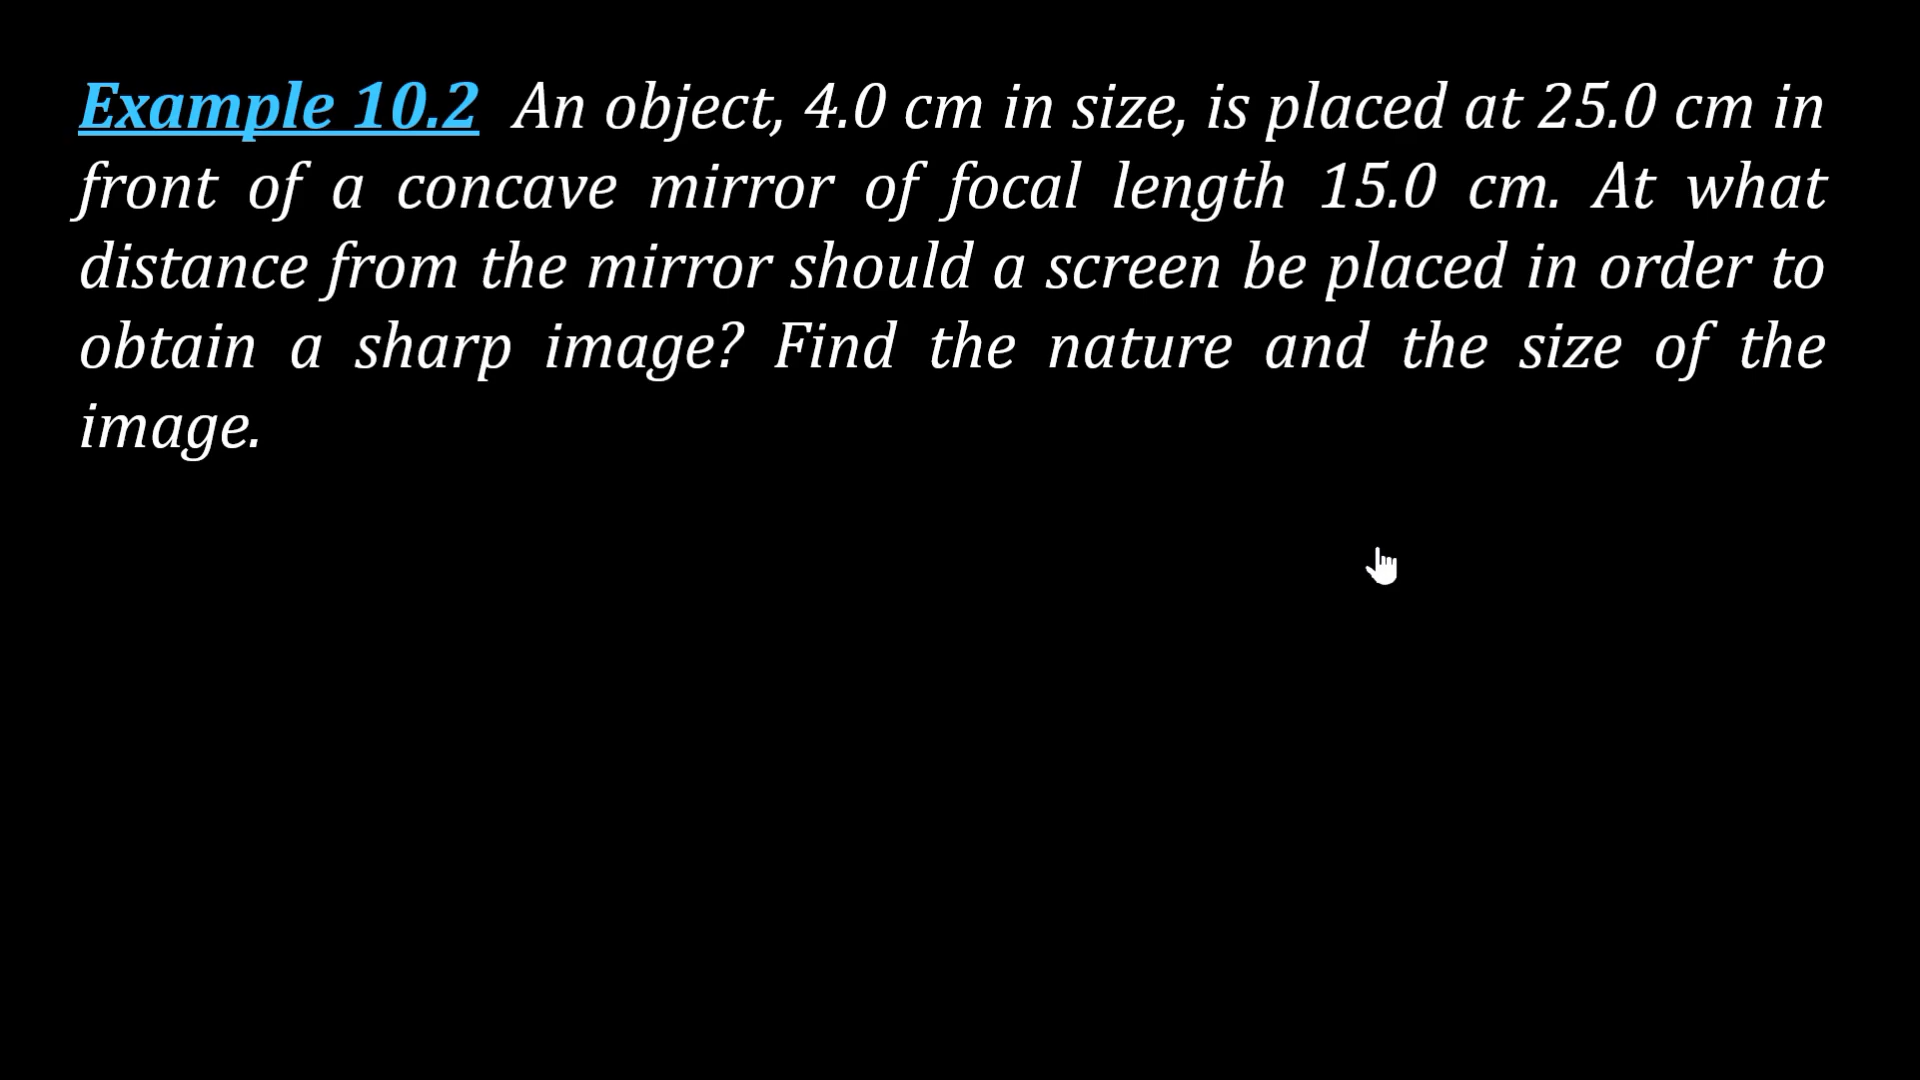 Example 10.2 An object, 4.0 cm in size, is placed at 25.0 cm in
front of a concave mirror of focal length 15.0 cm. At what
distance from the mirror should a screen be placed in order to
obtain a sharp image? Find the nature and the size of the
image.